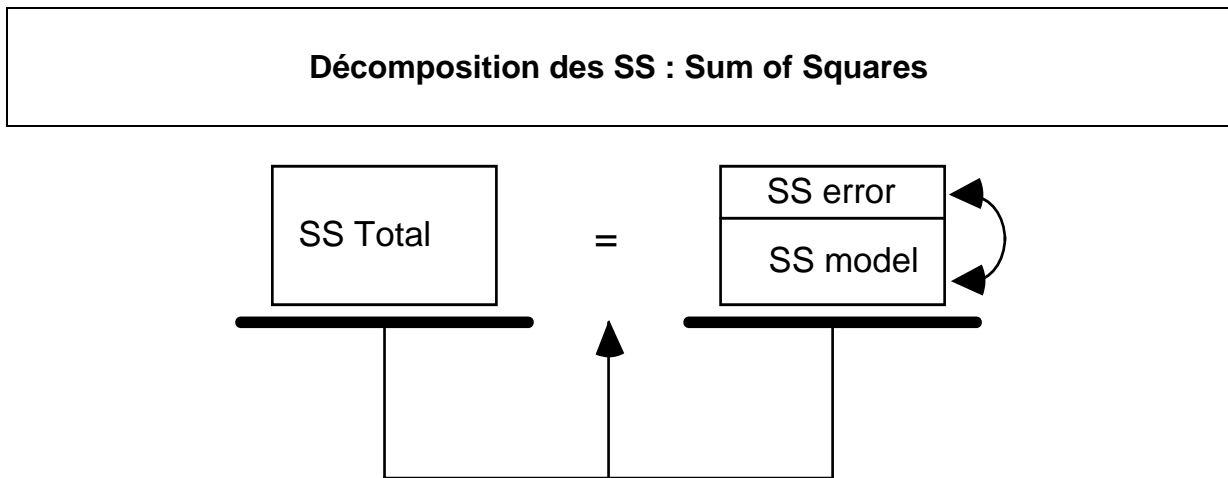 Décomposition des SS : Sum of Squares
SS Total
=
SS error
SS model